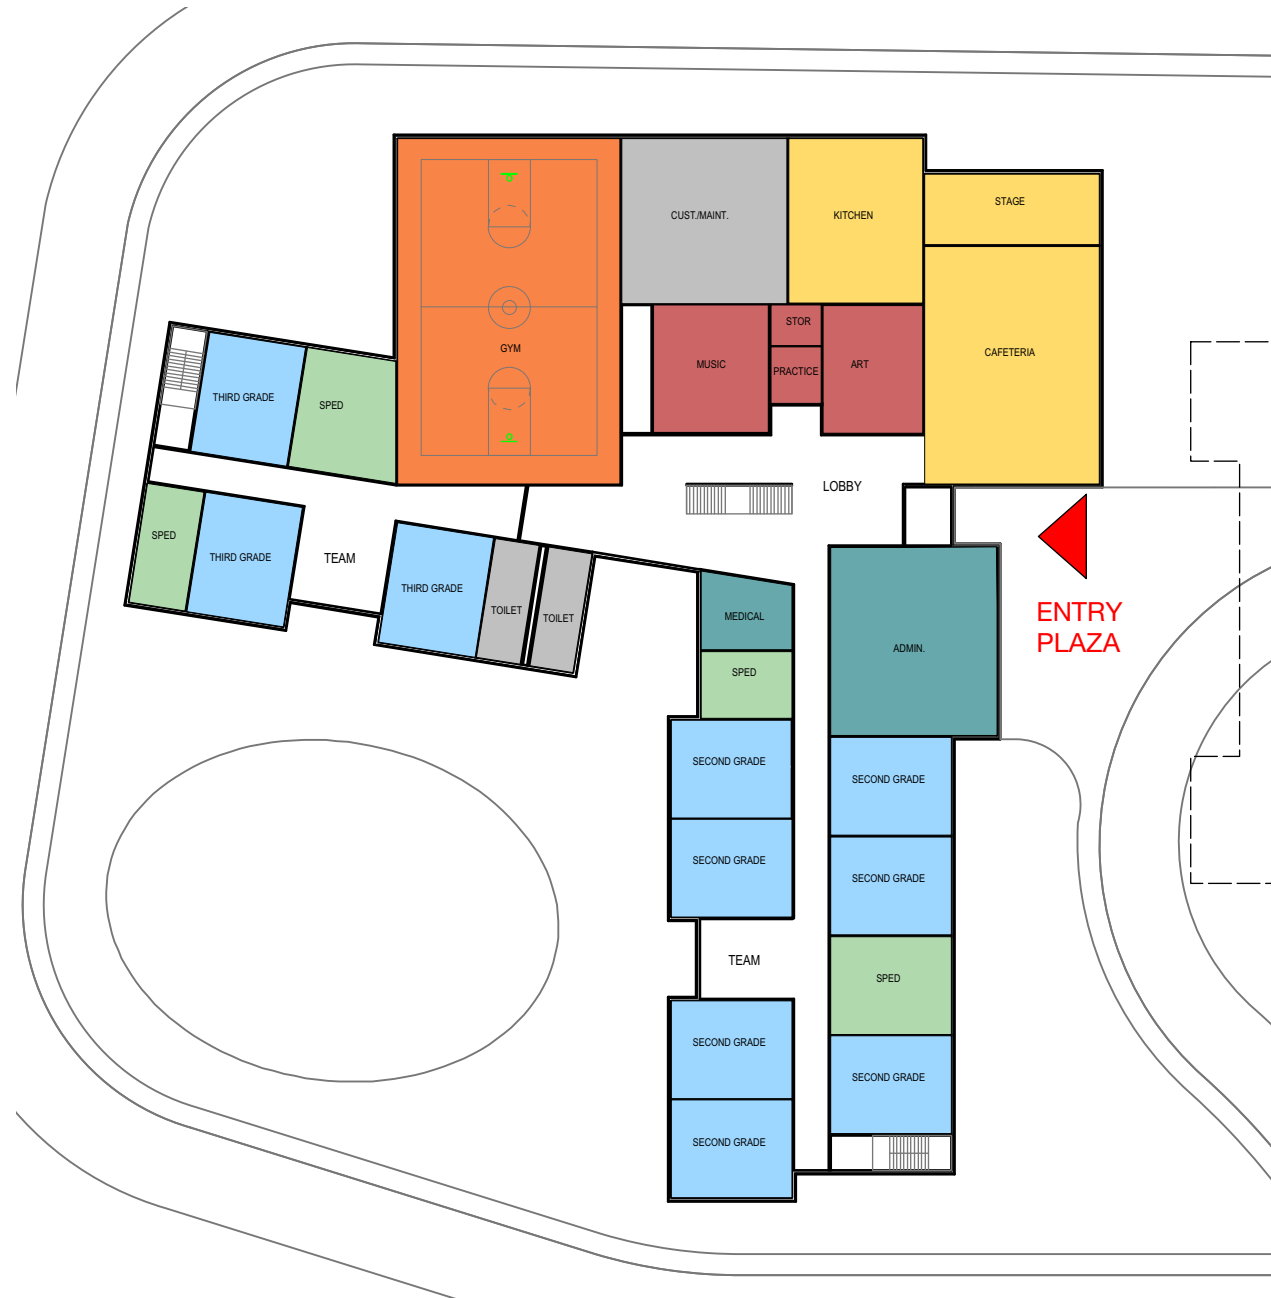 STAGE
CUST./MAINT.
KITCHEN
STOR
GYM
CAFETERIA
MUSIC
PRACTICE
ART
THIRD GRADE
SPED
LOBBY
SPED
THIRD GRADE
TEAM
THIRD GRADE
TOILET
TOILET
MEDICAL
ENTRY
PLAZA
ADMIN.
SPED
SECOND GRADE
SECOND GRADE
SECOND GRADE
SECOND GRADE
TEAM
SPED
SECOND GRADE
SECOND GRADE
SECOND GRADE